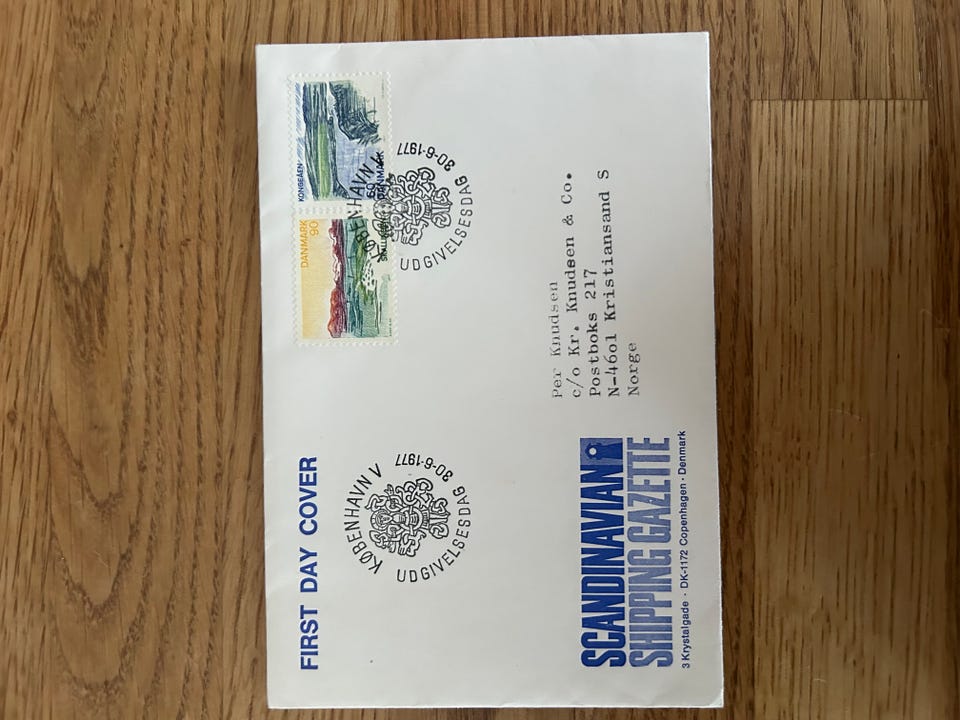 FIRST DAY COVER
KØBENHAVN V
30-6-1977
UDGIVELSESDAG
DANMARK
90
KONGEÅEN
60
DANMARK
KØBENHAVN V
30-6-1977
UDGIVELSESDAG
Per Knudsen
c/o Kr. Knudsen & Co.
Postboks 217
N-46o1 Kristiansand S
Norge
SCANDINAVIAN
SHIPPING GAZETTE
3 Krystalgade · DK-1172 Copenhagen · Denmark